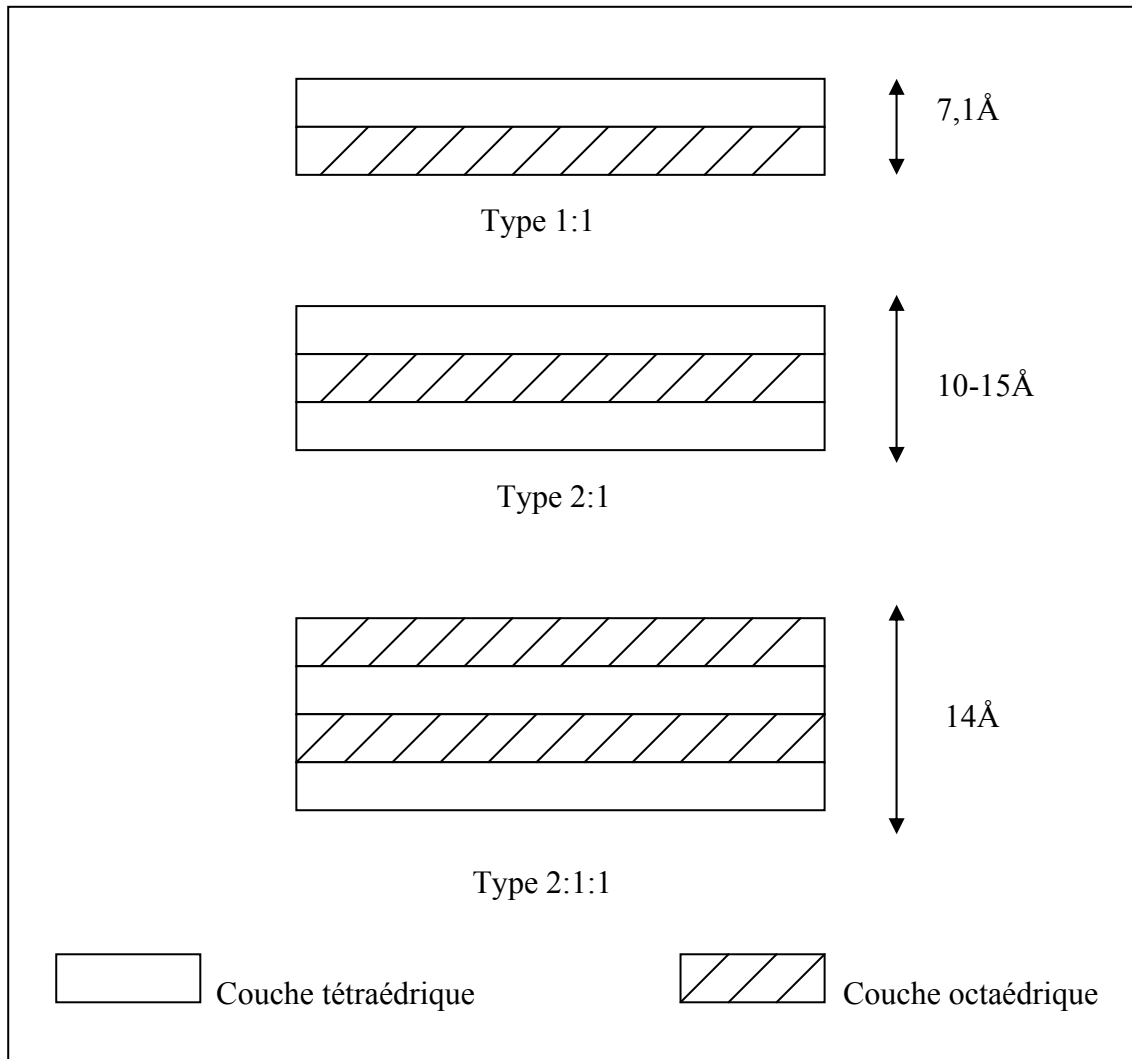 7,1Å
Type 1:1
10-15Å
Type 2:1
14Å
Type 2:1:1
Couche tétraédrique
Couche octaédrique